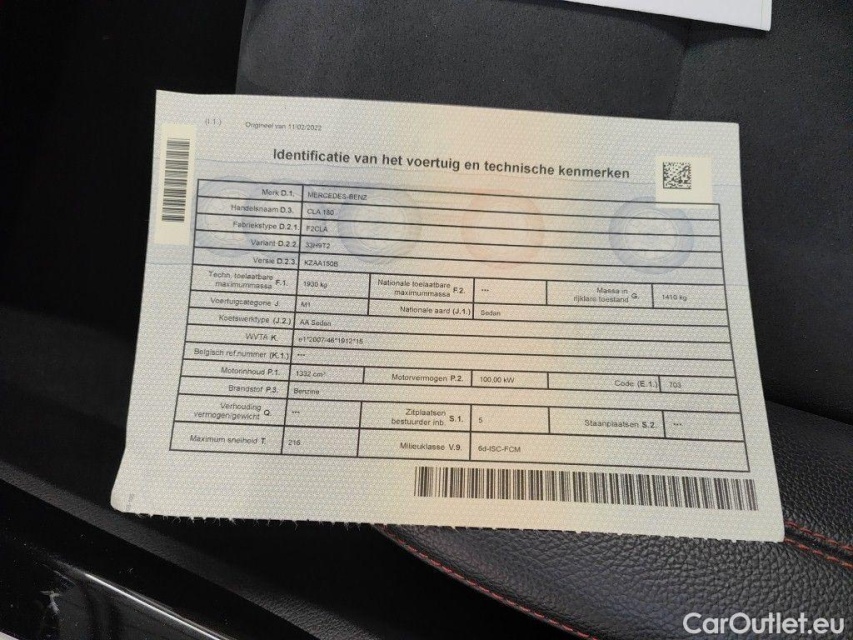 (I.1.) Origineel van 11/02/2022
Identificatie van het voertuig en technische kenmerken
Merk D.1. MERCEDES-BENZ
Handelsnaam D.3. CLA 180
Fabriekstype D.2.1. F2CLA
Variant D.2.2. 33H9T2
Versie D.2.3. KZAA150B
Techn. toelaatbare maximummassa F.1. 1930 kg Nationale toelaatbare maximummassa F.2. --- Massa in rijklare toestand G. 1410 kg
Voertuigcategorie J. M1 Nationale aard (J.1.) Sedan
Koetswerktype (J.2.) AA Sedan
WVTA K. e1*2007/46*1912*15
Belgisch ref.nummer (K.1.) ---
Motorinhoud P.1. 1332 cm³ Motorvermogen P.2. 100,00 kW Code (E.1.) 703
Brandstof P.3. Benzine
Verhouding vermogen/gewicht Q. --- Zitplaatsen bestuurder inb. S.1. 5 Staanplaatsen S.2. ---
Maximum snelheid T. 216 Milieuklasse V.9. 6d-ISC-FCM
CarOutlet.eu